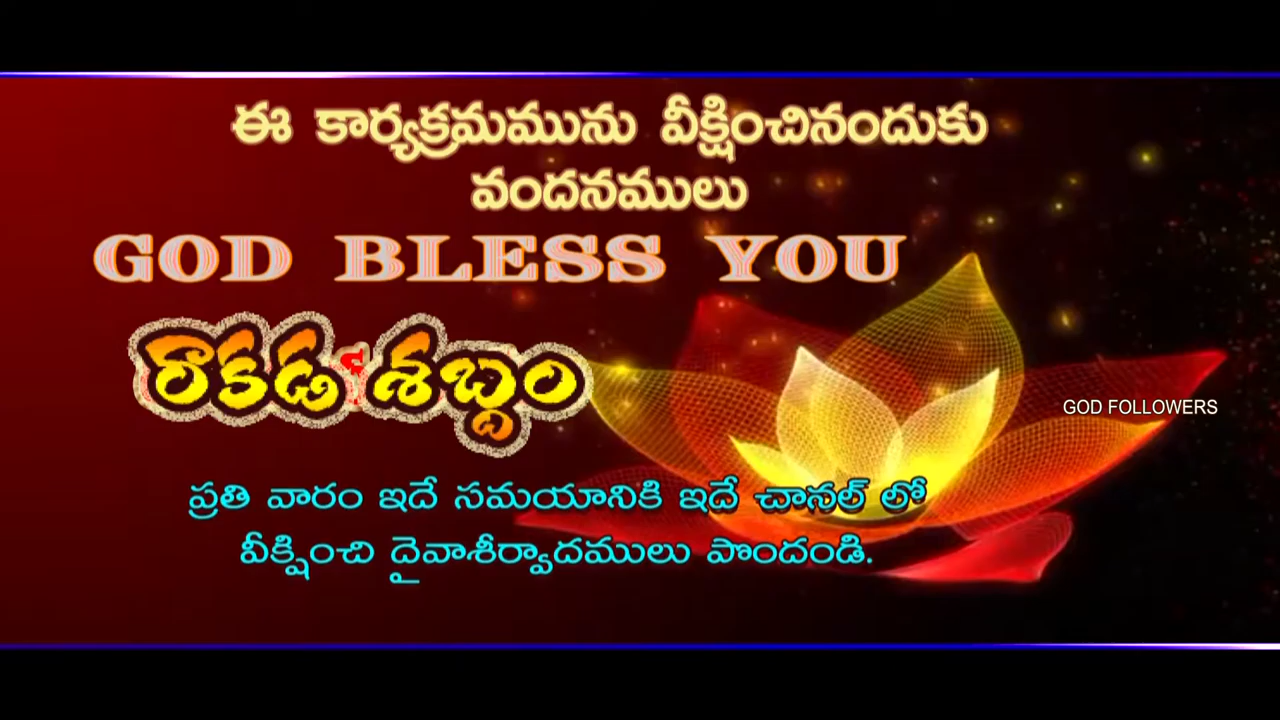 ఈ కార్యక్రమమును వీక్షించినందుకు
వందనములు
GOD BLESS YOU
రాకడ శబ్దం
GOD FOLLOWERS
ప్రతి వారం ఇదే సమయానికి ఇదే చానల్ లో
వీక్షించి దైవాశీర్వాదములు పొందండి.